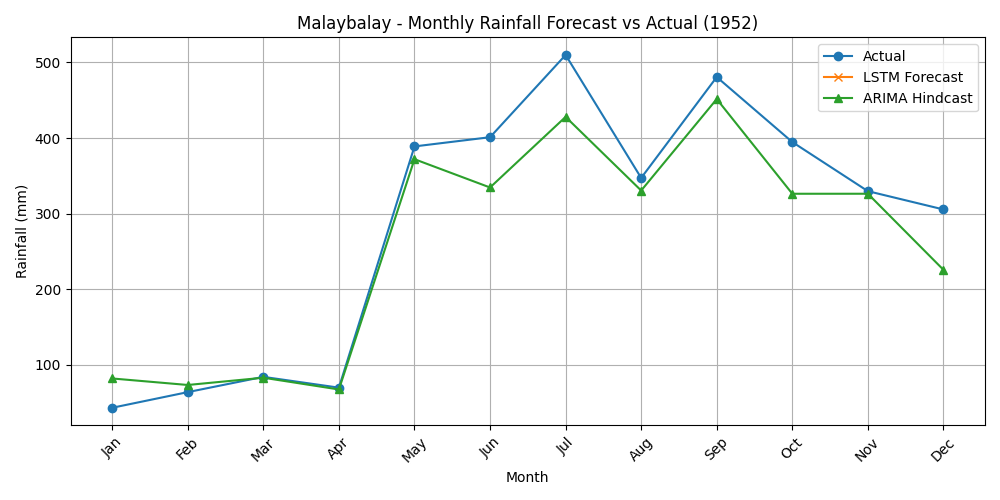 Malaybalay - Monthly Rainfall Forecast vs Actual (1952)
Actual
LSTM Forecast
ARIMA Hindcast
Rainfall (mm)
500
400
300
200
100
Jan
Feb
Mar
Apr
May
Jun
Jul
Aug
Sep
Oct
Nov
Dec
Month